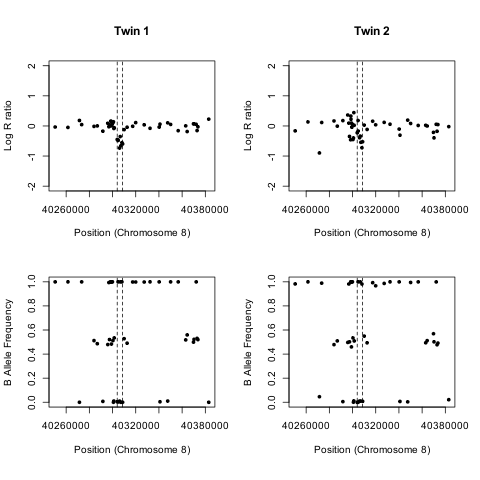 Twin 1
Twin 2
Log R ratio
2
1
0
-1
-2
40260000 40320000 40380000
Position (Chromosome 8)
Log R ratio
2
1
0
-1
-2
40260000 40320000 40380000
Position (Chromosome 8)
B Allele Frequency
1.0
0.8
0.6
0.4
0.2
0.0
40260000 40320000 40380000
Position (Chromosome 8)
B Allele Frequency
1.0
0.8
0.6
0.4
0.2
0.0
40260000 40320000 40380000
Position (Chromosome 8)